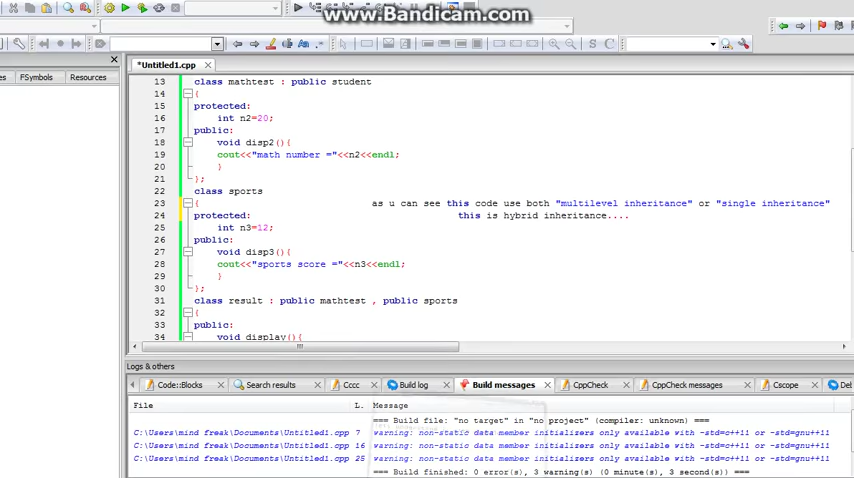 www.Bandicam.com
*Untitled1.cpp
FSymbols Resources
13 class mathtest : public student
14 {
15 protected:
16 int n2=20;
17 public:
18 void disp2(){
19 cout<<"math number ="<<n2<<endl;
20 }
21 };
22 class sports
23 { as u can see this code use both "multilevel inheritance" or "single inheritance"
24 protected: this is hybrid inheritance....
25 int n3=12;
26 public:
27 void disp3(){
28 cout<<"sports score ="<<n3<<endl;
29 }
30 };
31 class result : public mathtest , public sports
32 {
33 public:
34 void display(){
Logs & others
Code::Blocks Search results Cccc Build log Build messages CppCheck CppCheck messages Cscope
File L. Message
=== Build file: "no target" in "no project" (compiler: unknown) ===
C:\Users\mind freak\Documents\Untitled1.cpp 7 warning: non-static data member initializers only available with -std=c++11 or -std=gnu++11
C:\Users\mind freak\Documents\Untitled1.cpp 16 warning: non-static data member initializers only available with -std=c++11 or -std=gnu++11
C:\Users\mind freak\Documents\Untitled1.cpp 25 warning: non-static data member initializers only available with -std=c++11 or -std=gnu++11
=== Build finished: 0 error(s), 3 warning(s) (0 minute(s), 3 second(s)) ===